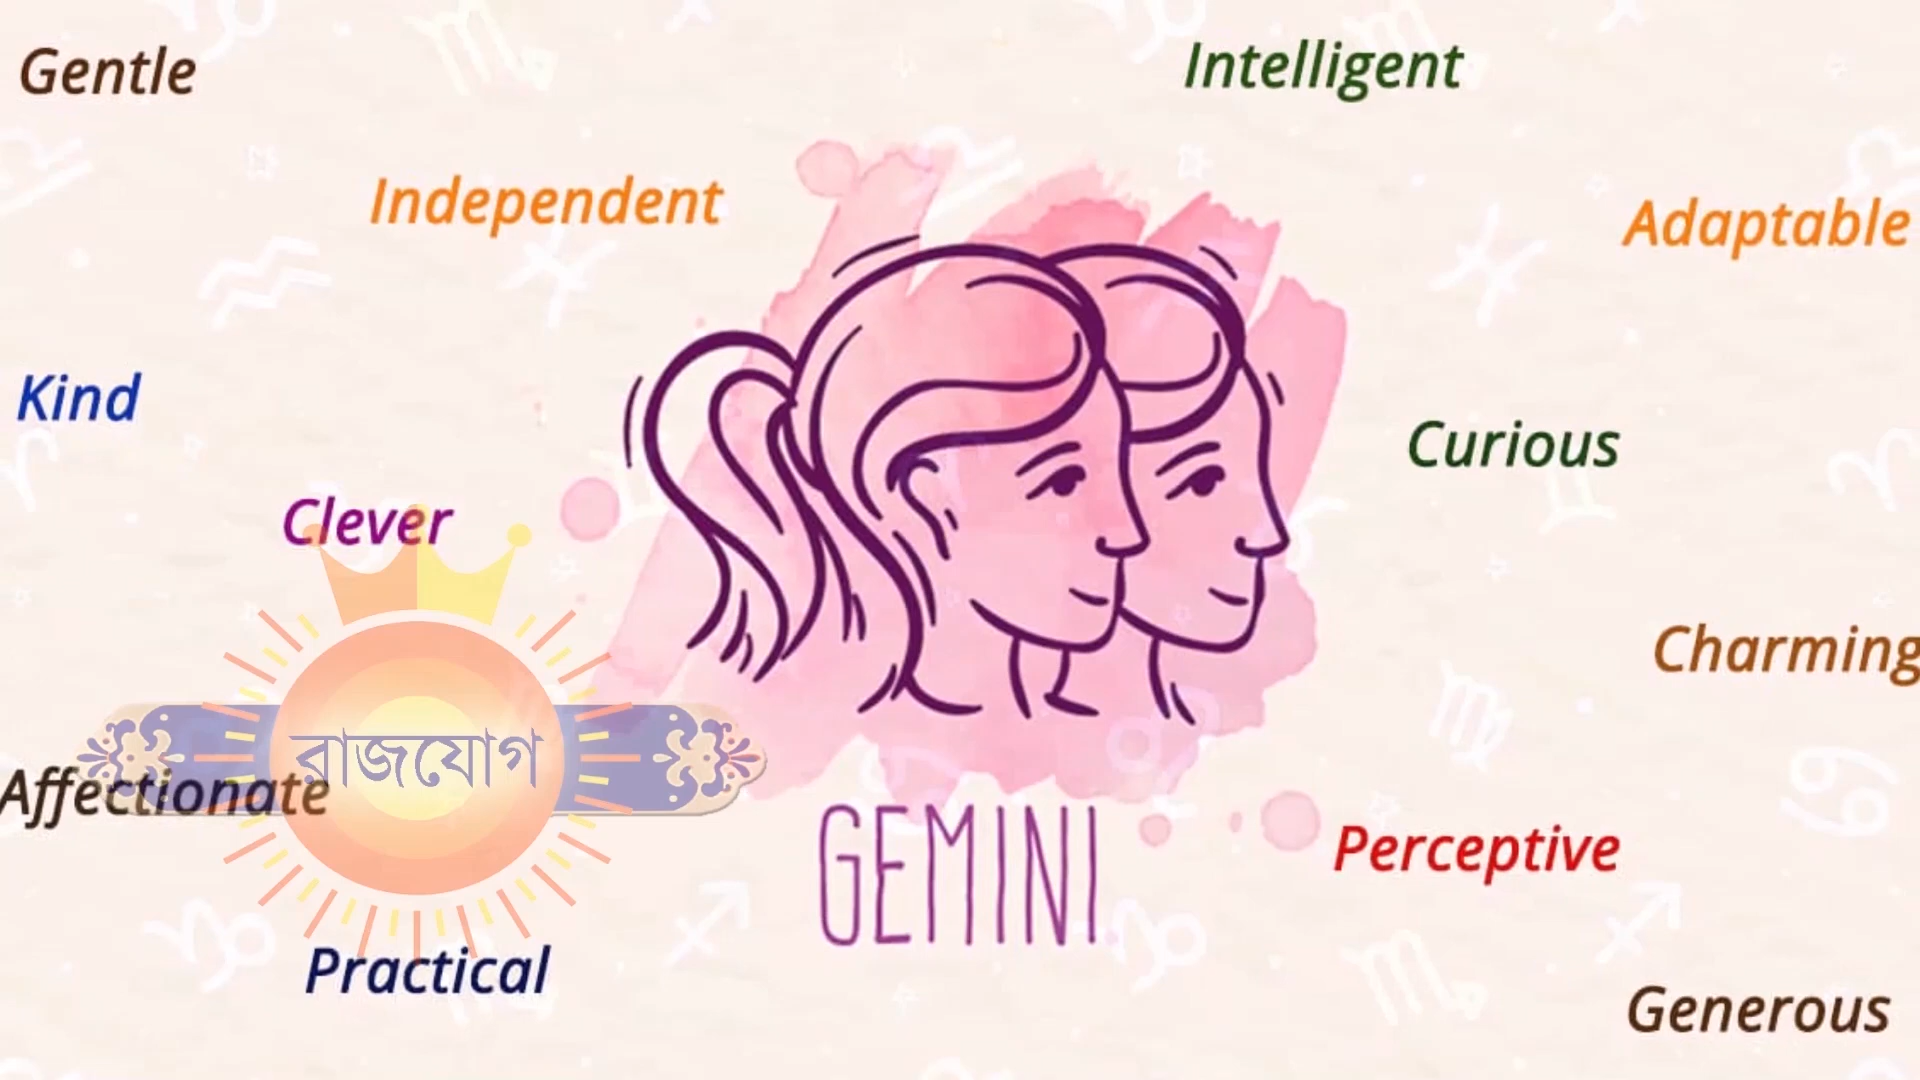 Gentle
Intelligent
Independent
Adaptable
Kind
Curious
Clever
Charming
রাজযোগ
Affectionate
GEMINI
Perceptive
Practical
Generous